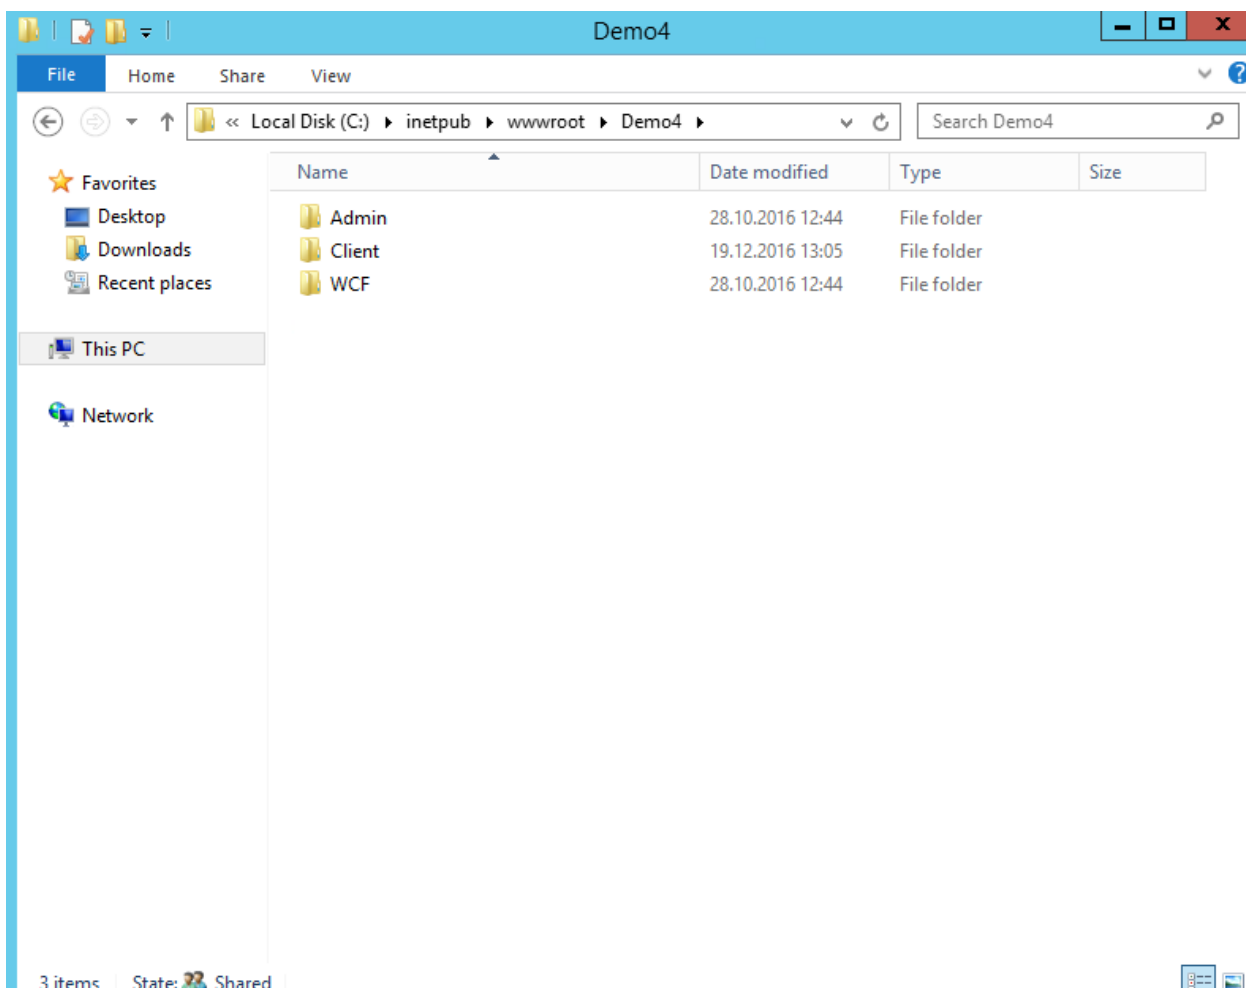 Demo4
File Home Share View
« Local Disk (C:) inetpub wwwroot Demo4 Search Demo4
Name Date modified Type Size
Favorites
Desktop
Downloads
Recent places
This PC
Network
Admin 28.10.2016 12:44 File folder
Client 19.12.2016 13:05 File folder
WCF 28.10.2016 12:44 File folder
3 items State: Shared